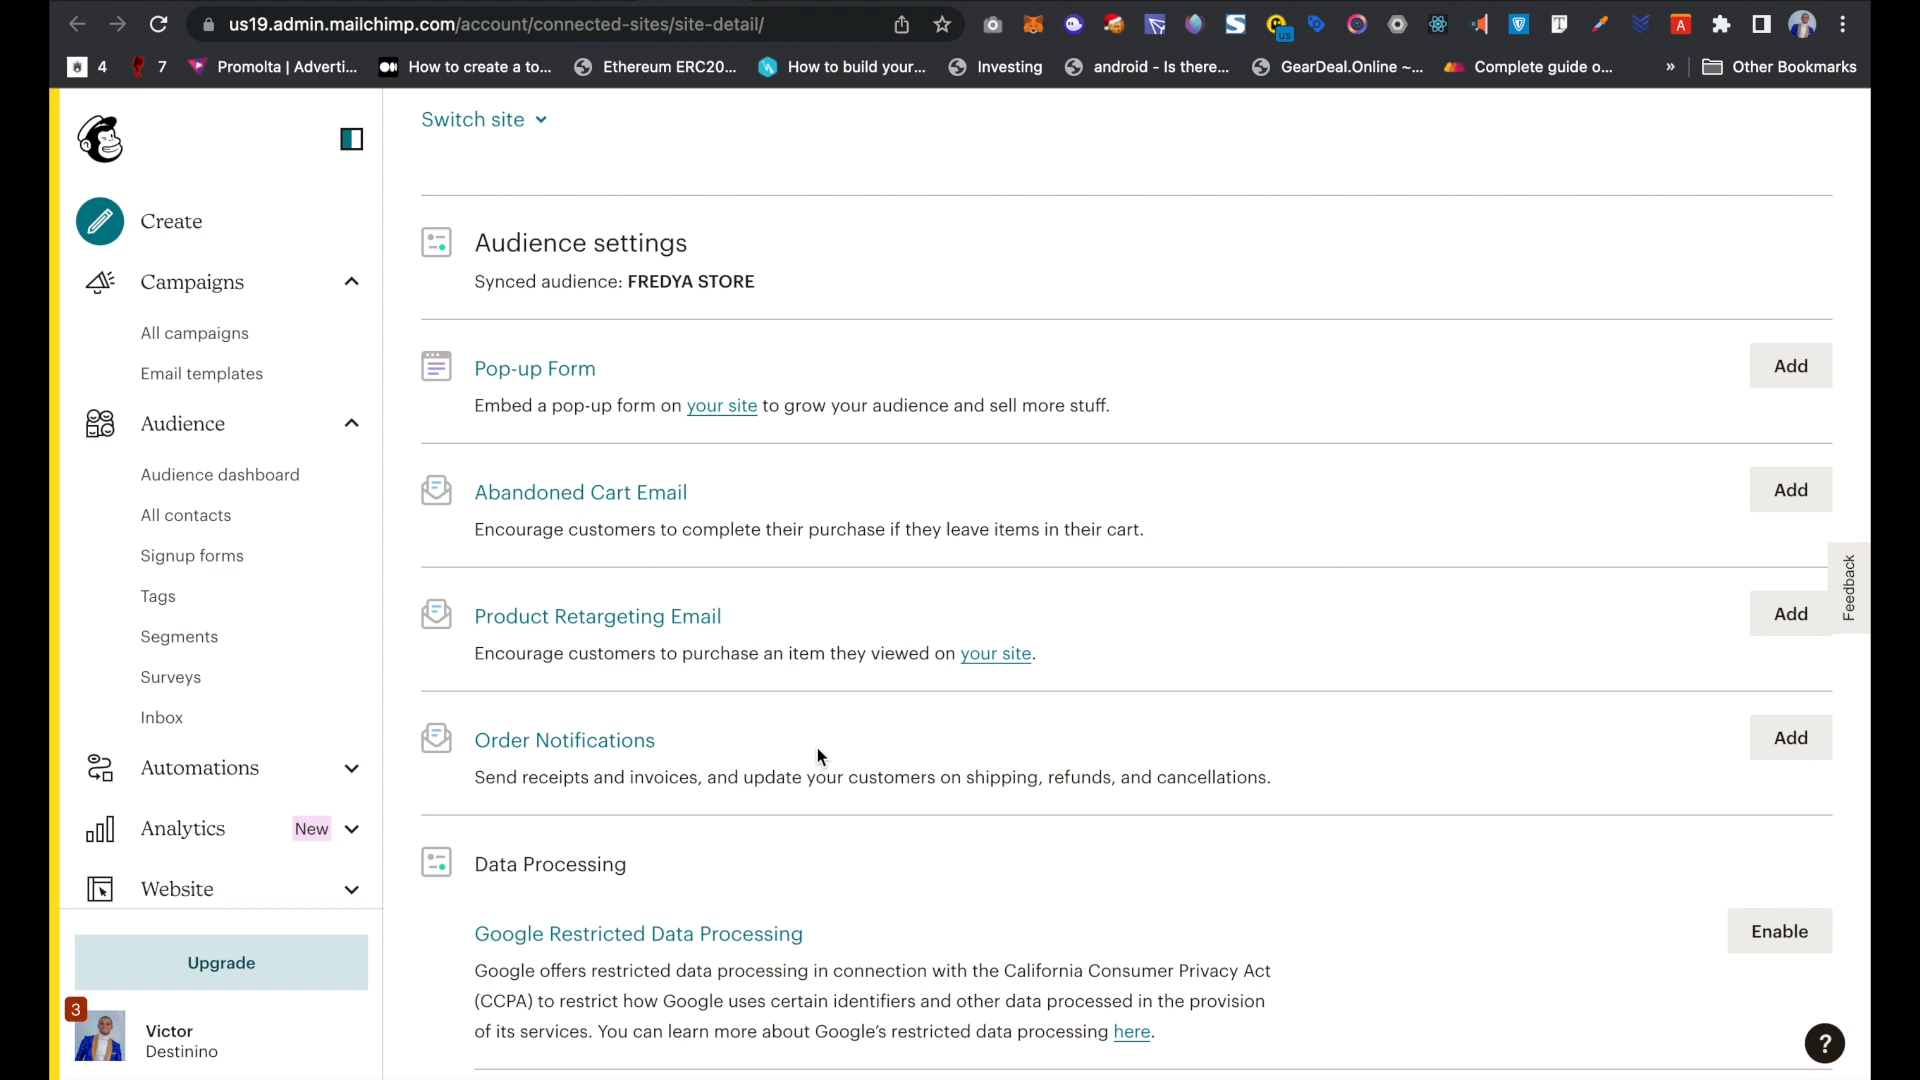 us19.admin.mailchimp.com/account/connected-sites/site-detail/
us
A
4
7
Promolta | Adverti...
How to create a to...
Ethereum ERC20...
How to build your...
Investing
android - Is there...
GearDeal.Online ~...
Complete guide o...
»
Other Bookmarks
Create
Campaigns
All campaigns
Email templates
Audience
Audience dashboard
All contacts
Signup forms
Tags
Segments
Surveys
Inbox
Automations
Analytics New
Website
Upgrade
3
Victor
Destinino
Switch site
Audience settings
Synced audience: FREDYA STORE
Pop-up Form
Add
Embed a pop-up form on your site to grow your audience and sell more stuff.
Abandoned Cart Email
Add
Encourage customers to complete their purchase if they leave items in their cart.
Product Retargeting Email
Add
Encourage customers to purchase an item they viewed on your site.
Order Notifications
Add
Send receipts and invoices, and update your customers on shipping, refunds, and cancellations.
Data Processing
Google Restricted Data Processing
Enable
Google offers restricted data processing in connection with the California Consumer Privacy Act
(CCPA) to restrict how Google uses certain identifiers and other data processed in the provision
of its services. You can learn more about Google's restricted data processing here.
Feedback
?